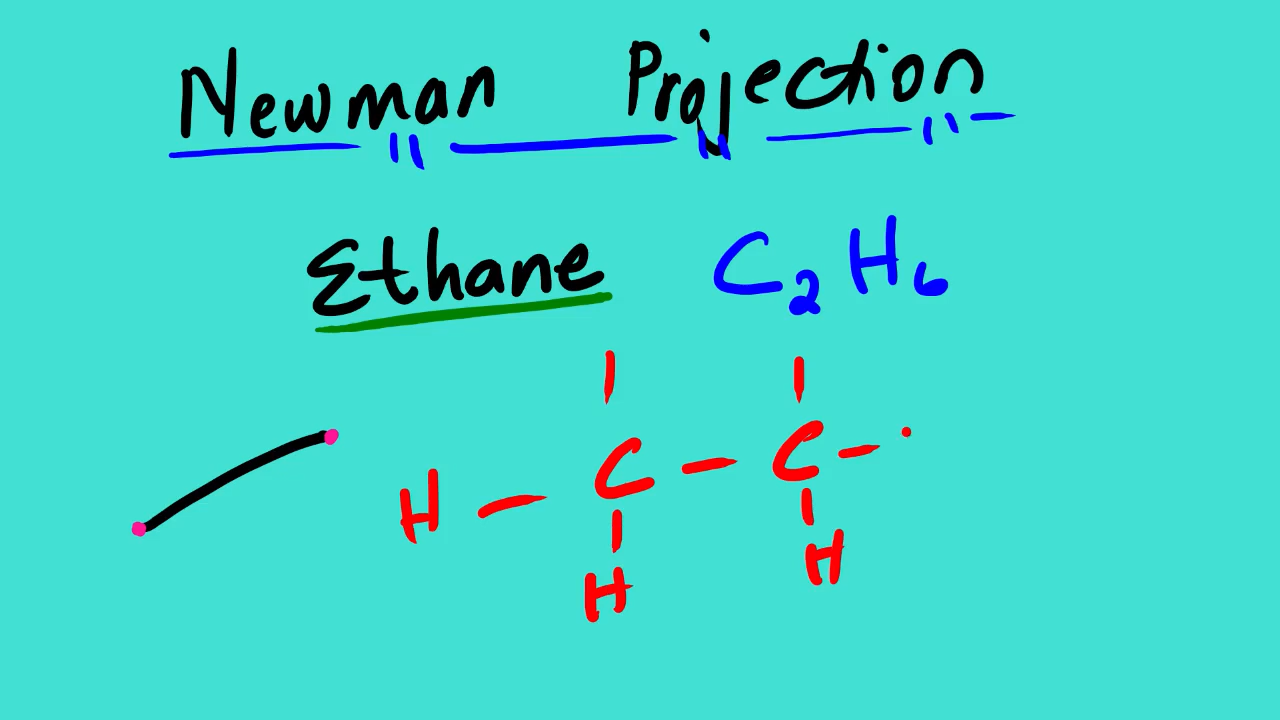 Newman Projection
Ethane C₂H₆
H - C - C -
H H